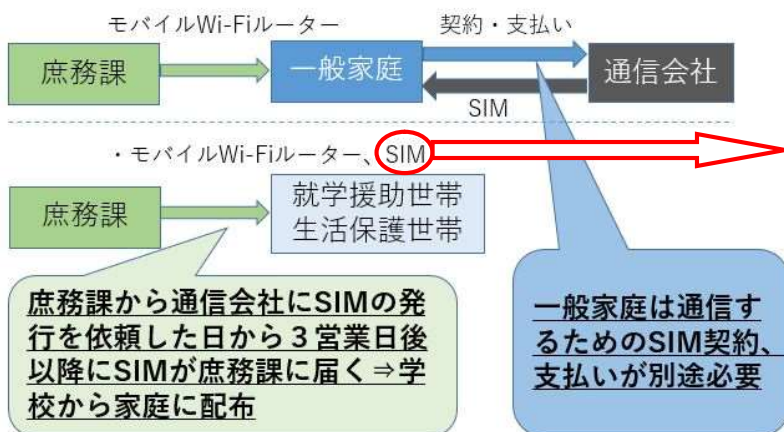 モバイルWi-Fiルーター
契約・支払い
庶務課
一般家庭
通信会社
SIM
・モバイルWi-Fiルーター、SIM
庶務課
就学援助世帯
生活保護世帯
庶務課から通信会社にSIMの発
行を依頼した日から３営業日後
以降にSIMが庶務課に届く⇒学
校から家庭に配布
一般家庭は通信す
るためのSIM契約、
支払いが別途必要